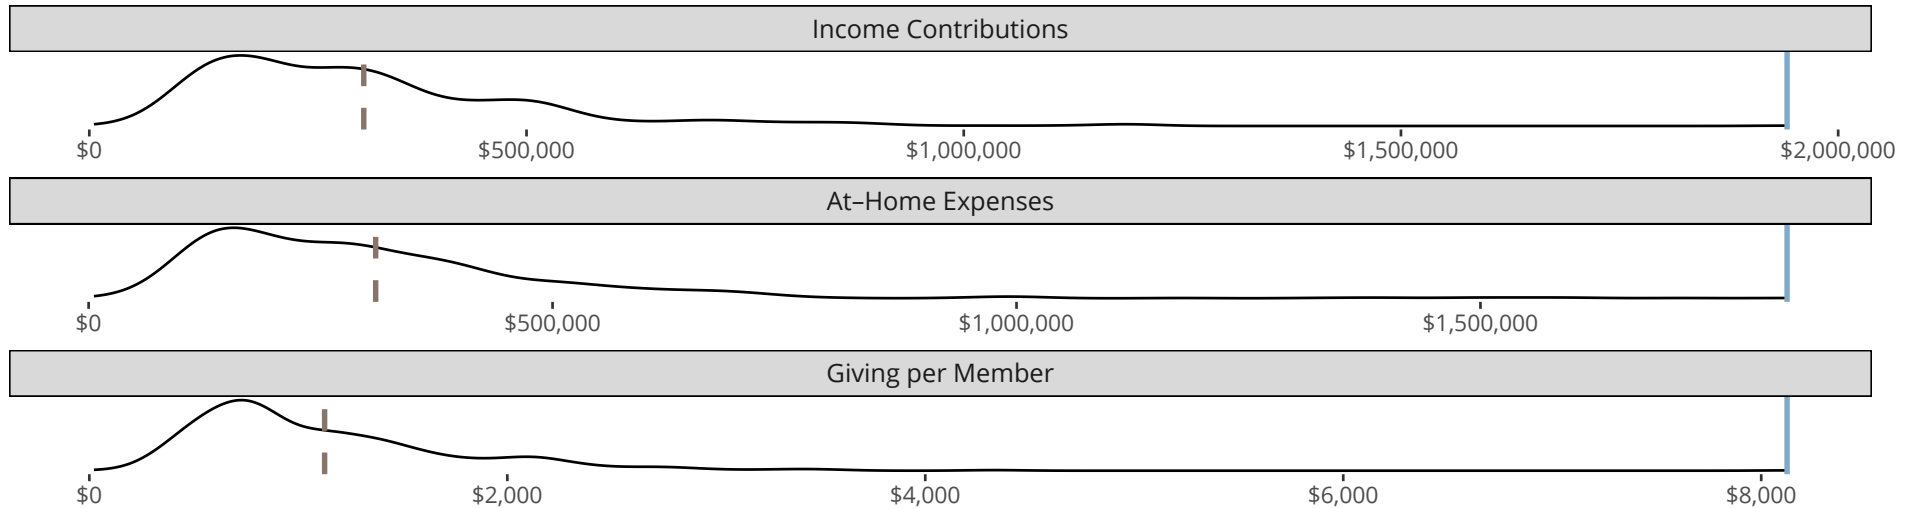 Income Contributions
$0 $500,000 $1,000,000 $1,500,000 $2,000,000
At–Home Expenses
$0 $500,000 $1,000,000 $1,500,000
Giving per Member
$0 $2,000 $4,000 $6,000 $8,000